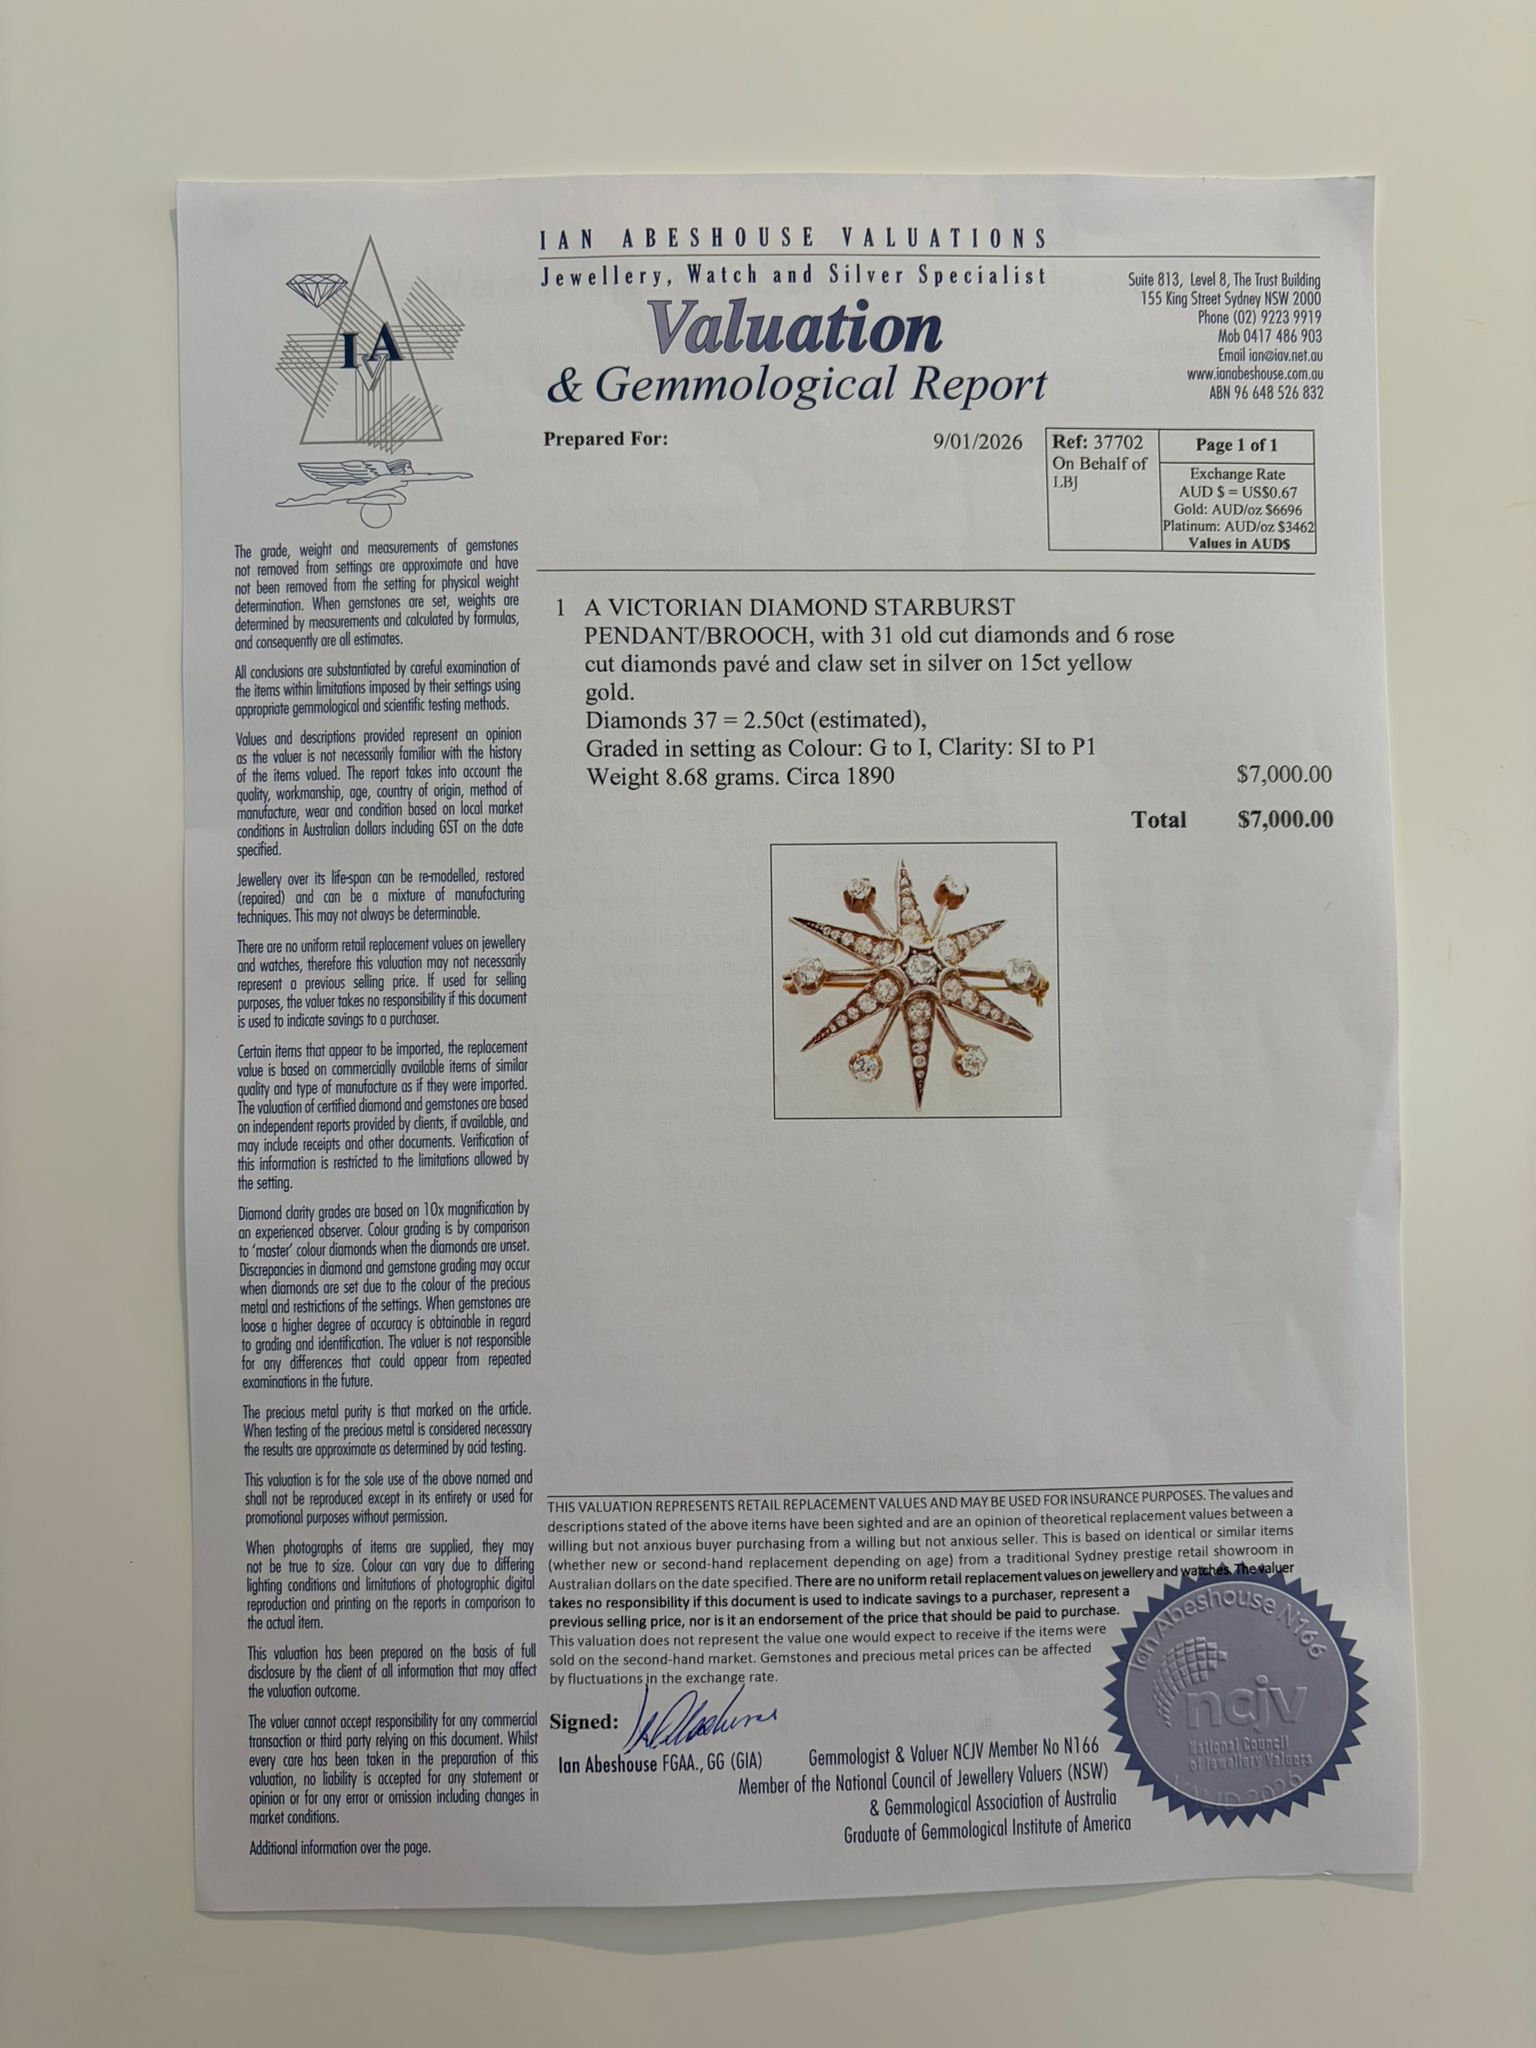 IAN ABESHOUSE VALUATIONS
Jewellery, Watch and Silver Specialist
Valuation
& Gemmological Report
Suite 813, Level 8, The Trust Building
155 King Street Sydney NSW 2000
Phone (02) 9223 9919
Mob 0417 486 903
Email ian@iav.net.au
www.ianabeshouse.com.au
ABN 96 648 526 832
IVA
Prepared For:
9/01/2026
Ref: 37702
On Behalf of
LBJ
Page 1 of 1
Exchange Rate
AUD $ = US$0.67
Gold: AUD/oz $6696
Platinum: AUD/oz $3462
Values in AUD$
The grade, weight and measurements of gemstones
not removed from settings are approximate and have
not been removed from the setting for physical weight
determination. When gemstones are set, weights are
determined by measurements and calculated by formulas,
and consequently are all estimates.
All conclusions are substantiated by careful examination of
the items within limitations imposed by their settings using
appropriate gemmological and scientific testing methods.
Values and descriptions provided represent an opinion
as the valuer is not necessarily familiar with the history
of the items valued. The report takes into account the
quality, workmanship, age, country of origin, method of
manufacture, wear and condition based on local market
conditions in Australian dollars including GST on the date
specified.
Jewellery over its life-span can be re-modelled, restored
(repaired) and can be a mixture of manufacturing
techniques. This may not always be determinable.
There are no uniform retail replacement values on jewellery
and watches, therefore this valuation may not necessarily
represent a previous selling price. If used for selling
purposes, the valuer takes no responsibility if this document
is used to indicate savings to a purchaser.
Certain items that appear to be imported, the replacement
value is based on commercially available items of similar
quality and type of manufacture as if they were imported.
The valuation of certified diamond and gemstones are based
on independent reports provided by clients, if available, and
may include receipts and other documents. Verification of
this information is restricted to the limitations allowed by
the setting.
Diamond clarity grades are based on 10x magnification by
an experienced observer. Colour grading is by comparison
to 'master' colour diamonds when the diamonds are unset.
Discrepancies in diamond and gemstone grading may occur
when diamonds are set due to the colour of the precious
metal and restrictions of the settings. When gemstones are
loose a higher degree of accuracy is obtainable in regard
to grading and identification. The valuer is not responsible
for any differences that could appear from repeated
examinations in the future.
The precious metal purity is that marked on the article.
When testing of the precious metal is considered necessary
the results are approximate as determined by acid testing.
This valuation is for the sole use of the above named and
shall not be reproduced except in its entirety or used for
promotional purposes without permission.
When photographs of items are supplied, they may
not be true to size. Colour can vary due to differing
lighting conditions and limitations of photographic digital
reproduction and printing on the reports in comparison to
the actual item.
This valuation has been prepared on the basis of full
disclosure by the client of all information that may affect
the valuation outcome.
The valuer cannot accept responsibility for any commercial
transaction or third party relying on this document. Whilst
every care has been taken in the preparation of this
valuation, no liability is accepted for any statement or
opinion or for any error or omission including changes in
market conditions.
Additional information over the page.
1 A VICTORIAN DIAMOND STARBURST
PENDANT/BROOCH, with 31 old cut diamonds and 6 rose
cut diamonds pavé and claw set in silver on 15ct yellow
gold.
Diamonds 37 = 2.50ct (estimated),
Graded in setting as Colour: G to I, Clarity: SI to P1
Weight 8.68 grams. Circa 1890 $7,000.00
Total $7,000.00
THIS VALUATION REPRESENTS RETAIL REPLACEMENT VALUES AND MAY BE USED FOR INSURANCE PURPOSES. The values and
descriptions stated of the above items have been sighted and are an opinion of theoretical replacement values between a
willing but not anxious buyer purchasing from a willing but not anxious seller. This is based on identical or similar items
(whether new or second-hand replacement depending on age) from a traditional Sydney prestige retail showroom in
Australian dollars on the date specified. There are no uniform retail replacement values on jewellery and watches. The valuer
takes no responsibility if this document is used to indicate savings to a purchaser, represent a
previous selling price, nor is it an endorsement of the price that should be paid to purchase.
This valuation does not represent the value one would expect to receive if the items were
sold on the second-hand market. Gemstones and precious metal prices can be affected
by fluctuations in the exchange rate.
Signed:
Ian Abeshouse FGAA., GG (GIA)
Gemmologist & Valuer NCJV Member No N166
Member of the National Council of Jewellery Valuers (NSW)
& Gemmological Association of Australia
Graduate of Gemmological Institute of America
Ian Abeshouse N166
ncjv
National Council
of Jewellery Valuers
VALID 2026